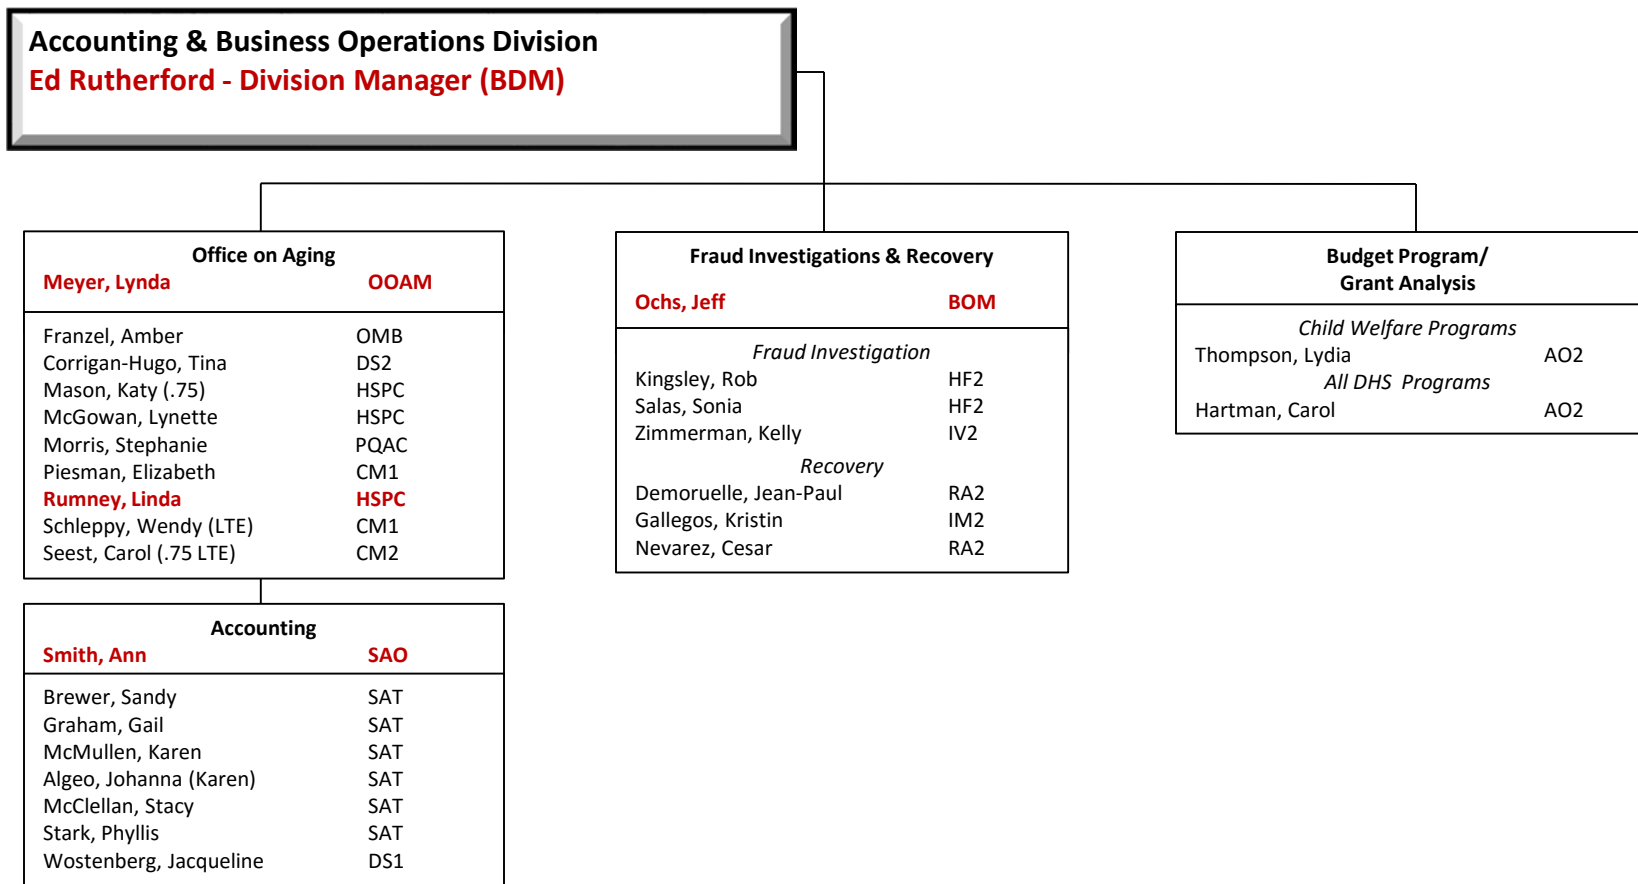 Accounting & Business Operations Division
Ed Rutherford - Division Manager (BDM)
Office on Aging
Meyer, Lynda OOAM
Franzel, Amber OMB
Corrigan-Hugo, Tina DS2
Mason, Katy (.75) HSPC
McGowan, Lynette HSPC
Morris, Stephanie PQAC
Piesman, Elizabeth CM1
Rumney, Linda HSPC
Schleppy, Wendy (LTE) CM1
Seest, Carol (.75 LTE) CM2
Accounting
Smith, Ann SAO
Brewer, Sandy SAT
Graham, Gail SAT
McMullen, Karen SAT
Algeo, Johanna (Karen) SAT
McClellan, Stacy SAT
Stark, Phyllis SAT
Wostenberg, Jacqueline DS1
Fraud Investigations & Recovery
Ochs, Jeff BOM
Fraud Investigation
Kingsley, Rob HF2
Salas, Sonia HF2
Zimmerman, Kelly IV2
Recovery
Demoruelle, Jean-Paul RA2
Gallegos, Kristin IM2
Nevarez, Cesar RA2
Budget Program/
Grant Analysis
Child Welfare Programs
Thompson, Lydia AO2
All DHS Programs
Hartman, Carol AO2